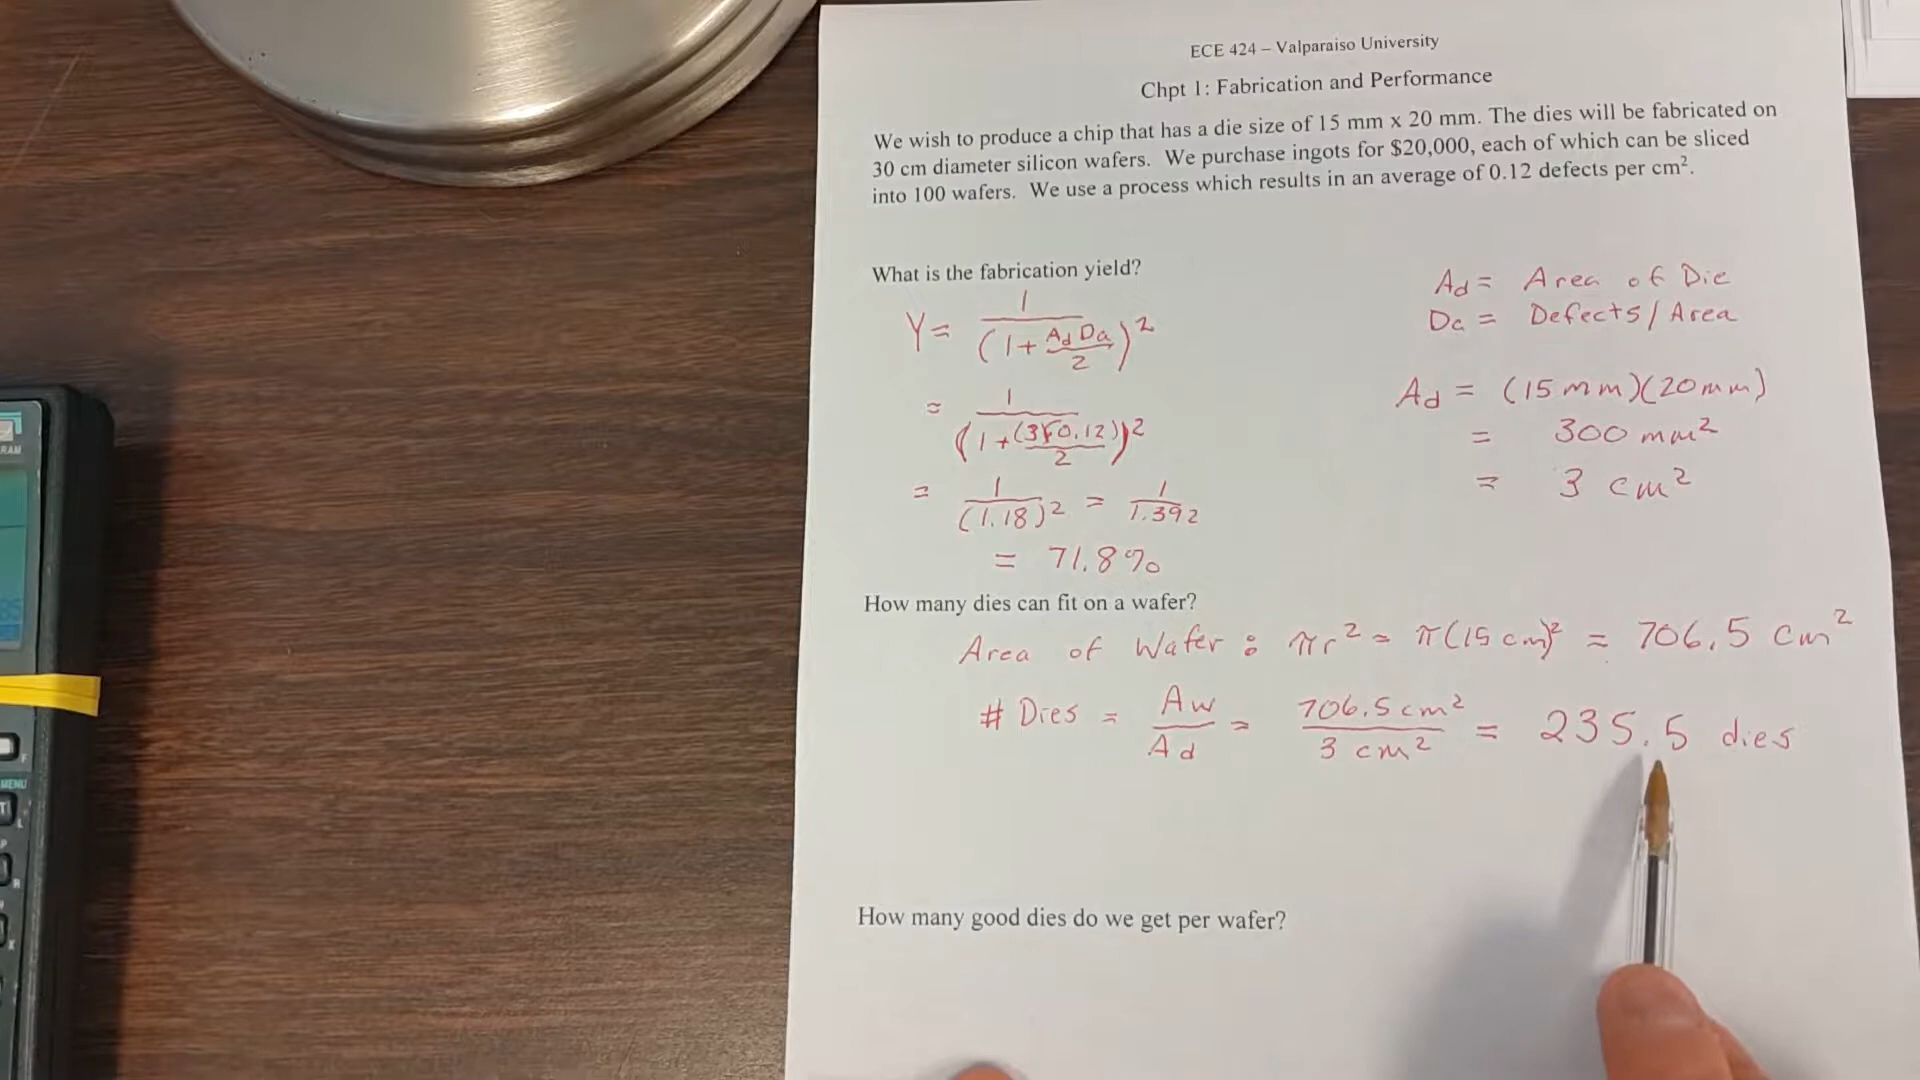 ECE 424 – Valparaiso University
Chpt 1: Fabrication and Performance
We wish to produce a chip that has a die size of 15 mm x 20 mm. The dies will be fabricated on
30 cm diameter silicon wafers. We purchase ingots for $20,000, each of which can be sliced
into 100 wafers. We use a process which results in an average of 0.12 defects per cm².
What is the fabrication yield?
Y = 1 / (1 + Ad Da / 2)²
= 1 / (1 + (3)(0.12) / 2)²
= 1 / (1.18)² = 1 / 1.392
= 71.8%
Ad = Area of Die
Da = Defects / Area
Ad = (15 mm)(20 mm)
= 300 mm²
= 3 cm²
How many dies can fit on a wafer?
Area of Wafer : πr² = π(15 cm)² = 706.5 cm²
# Dies = Aw / Ad = 706.5 cm² / 3 cm² = 235.5 dies
How many good dies do we get per wafer?
RAM
F
MENU